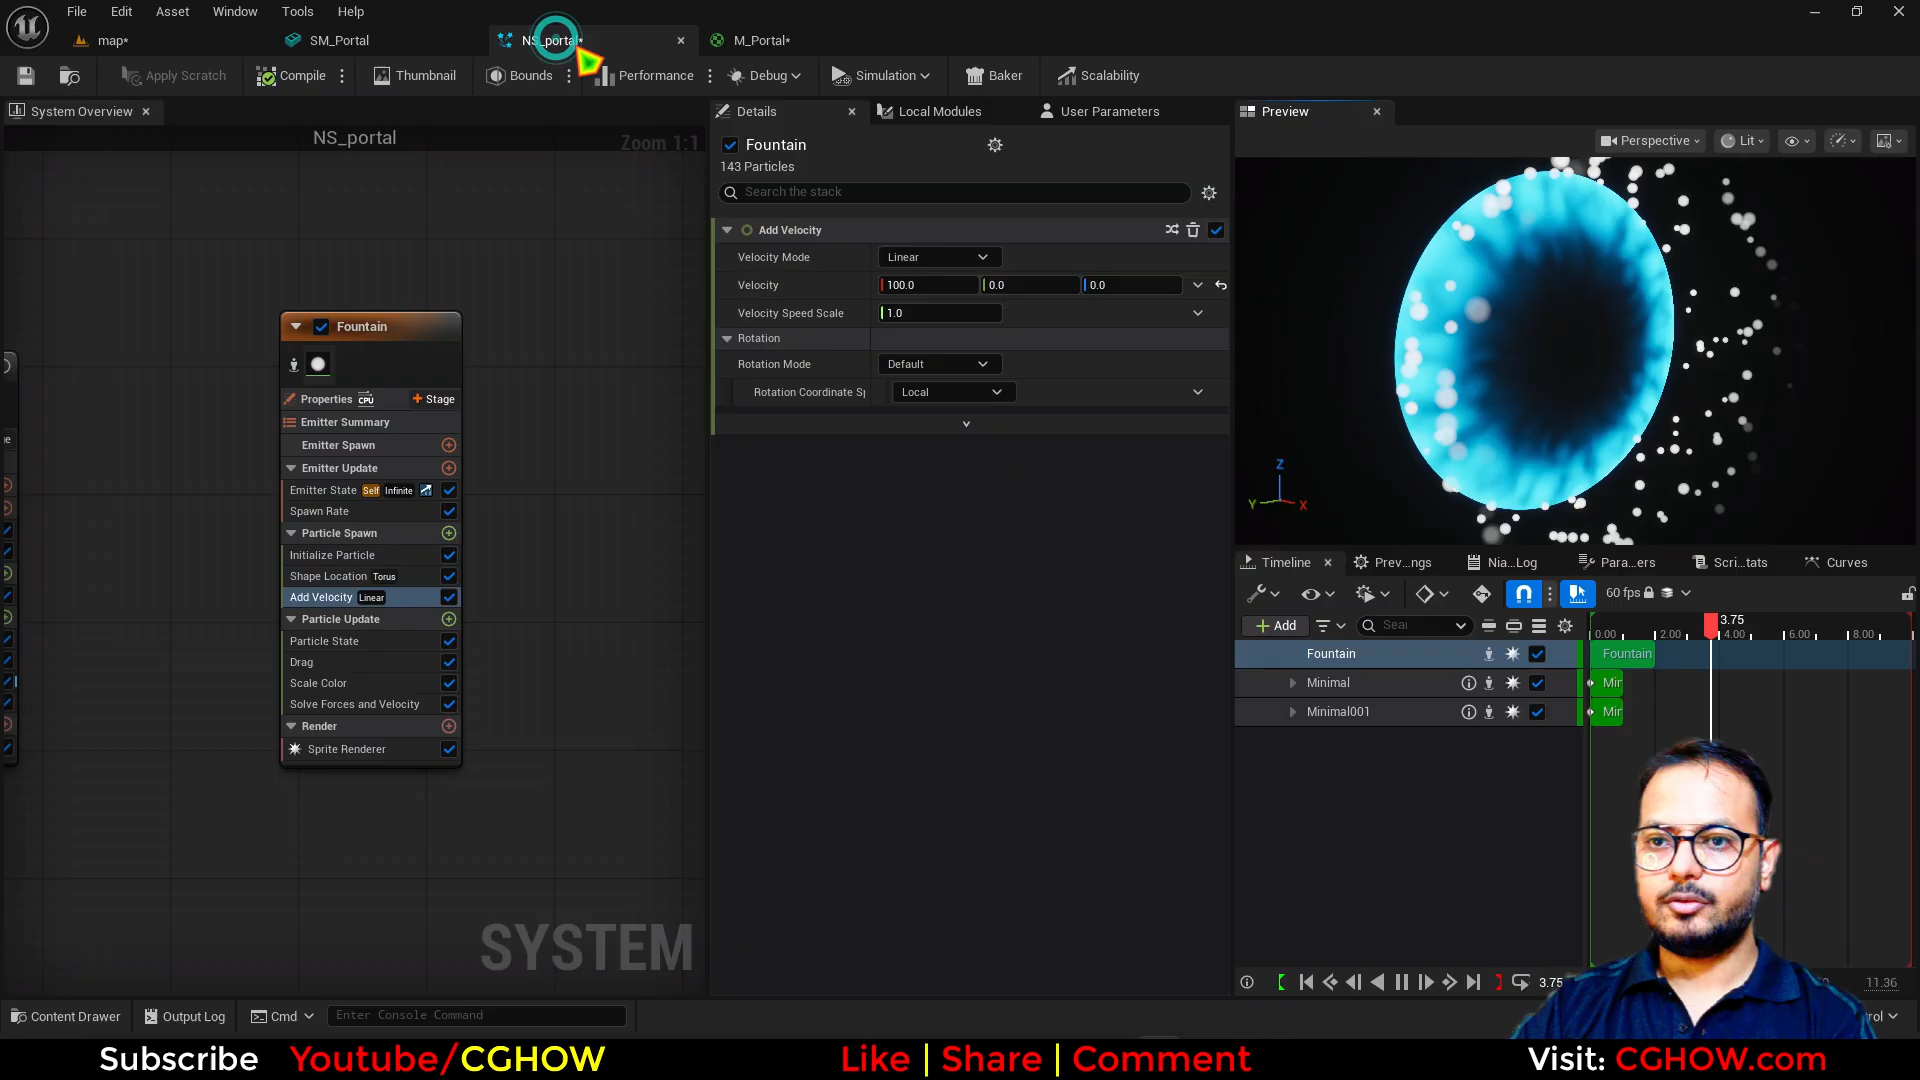 File Edit Asset Window Tools Help
map* SM_Portal NS_portal* M_Portal*
Apply Scratch Compile Thumbnail Bounds Performance Debug Simulation Baker Scalability
System Overview Details Local Modules User Parameters Preview
NS_portal Zoom 1:1
Fountain
143 Particles
Search the stack
Add Velocity
Velocity Mode Linear
Velocity 100.0 0.0 0.0
Velocity Speed Scale 1.0
Rotation
Rotation Mode Default
Rotation Coordinate Sp Local
Perspective Lit
Z
Y X
Fountain
Properties CPU + Stage
Emitter Summary
Emitter Spawn
Emitter Update
Emitter State Self Infinite
Spawn Rate
Particle Spawn
Initialize Particle
Shape Location Torus
Add Velocity Linear
Particle Update
Particle State
Drag
Scale Color
Solve Forces and Velocity
Render
Sprite Renderer
SYSTEM
Timeline Prev...ngs Nia...Log Para...ers Scri...tats Curves
60 fps
+ Add Sear 3.75
0.00 2.00 4.00 6.00 8.00
Fountain Fountain
Minimal Mir
Minimal001 Mir
3.75 11.36
Content Drawer Output Log Cmd Enter Console Command
Subscribe Youtube/CGHOW Like | Share | Comment Visit: CGHOW.com